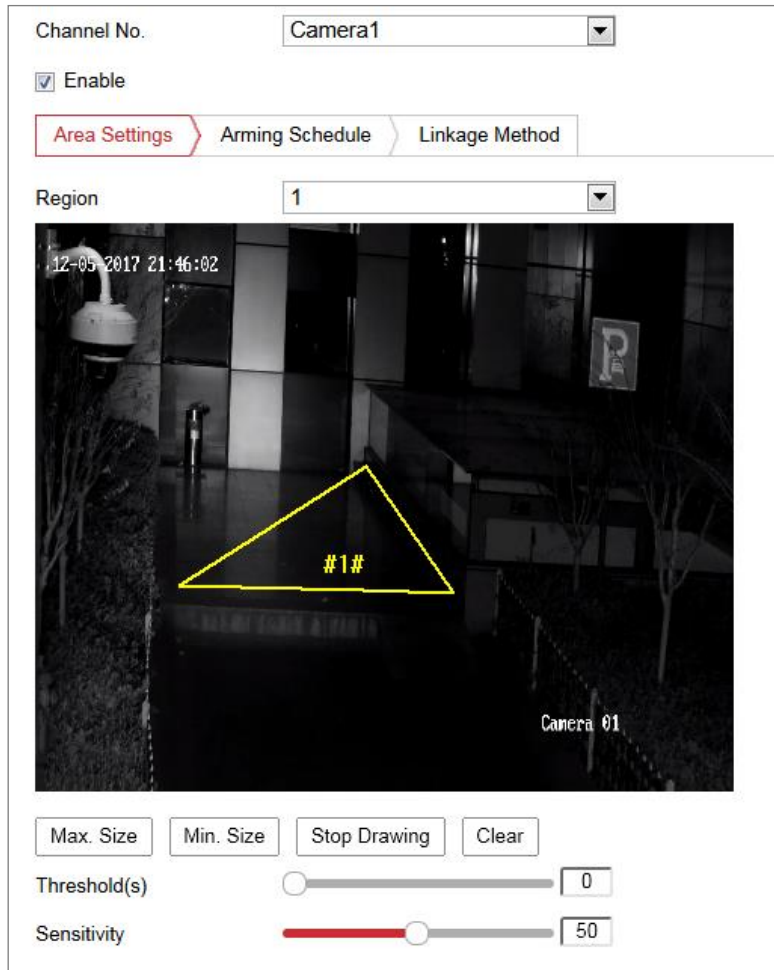 Channel No. Camera1
Enable
Area Settings Arming Schedule Linkage Method
Region 1
12-05-2017 21:46:02
P
#1#
Camera 01
Max. Size Min. Size Stop Drawing Clear
Threshold(s) 0
Sensitivity 50